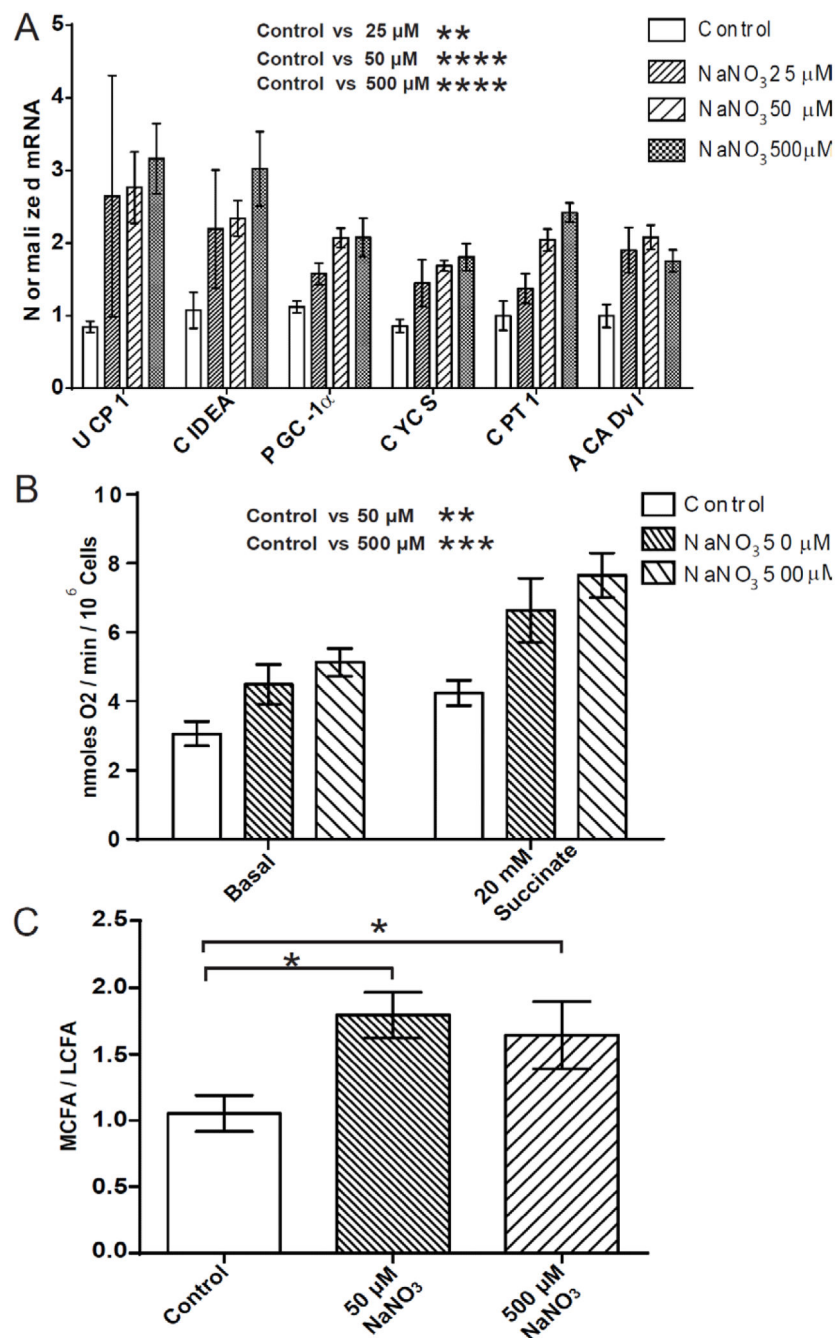 A
Normalized mRNA
5
4
3
2
1
0
Control vs 25 µM **
Control vs 50 µM ****
Control vs 500 µM ****
Control
NaNO3 25 µM
NaNO3 50 µM
NaNO3 500µM
UCP1
CIDEA
PGC-1α
CYCS
CPT1
ACADvl
B
nmoles O2 / min / 10^6 Cells
10
8
6
4
2
0
Control vs 50 µM **
Control vs 500 µM ***
Control
NaNO3 50 µM
NaNO3 500µM
Basal
20 mM
Succinate
C
MCFA / LCFA
2.5
2.0
1.5
1.0
0.5
0.0
*
*
Control
50 µM
NaNO3
500 µM
NaNO3